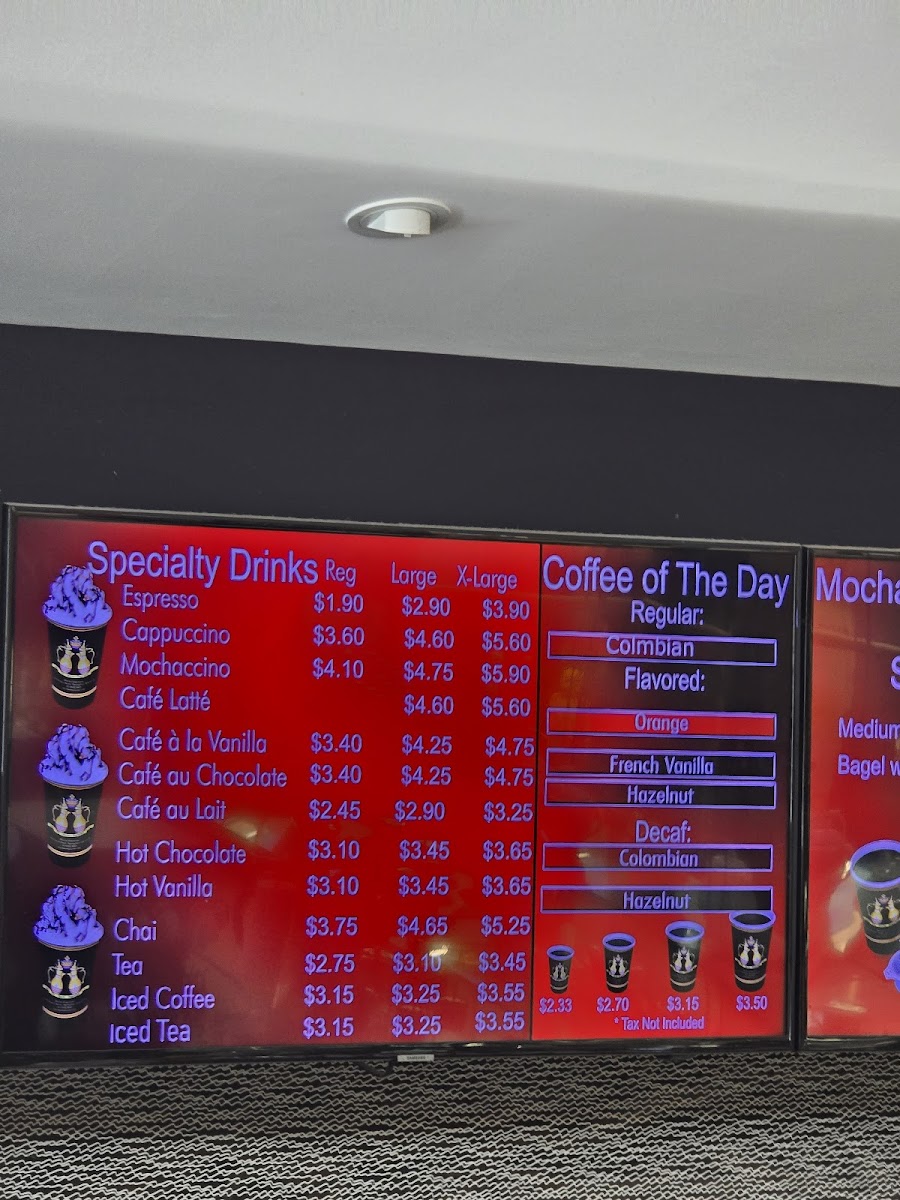 Specialty Drinks Reg Large X-Large
Espresso $1.90 $2.90 $3.90
Cappuccino $3.60 $4.60 $5.60
Mochaccino $4.10 $4.75 $5.90
Café Latté $4.60 $5.60
Café à la Vanilla $3.40 $4.25 $4.75
Café au Chocolate $3.40 $4.25 $4.75
Café au Lait $2.45 $2.90 $3.25
Hot Chocolate $3.10 $3.45 $3.65
Hot Vanilla $3.10 $3.45 $3.65
Chai $3.75 $4.65 $5.25
Tea $2.75 $3.10 $3.45
Iced Coffee $3.15 $3.25 $3.55
Iced Tea $3.15 $3.25 $3.55
Coffee of The Day
Regular:
Colmbian
Flavored:
Orange
French Vanilla
Hazelnut
Decaf:
Colombian
Hazelnut
$2.33 $2.70 $3.15 $3.50
* Tax Not Included
Mocha
S
Medium
Bagel w